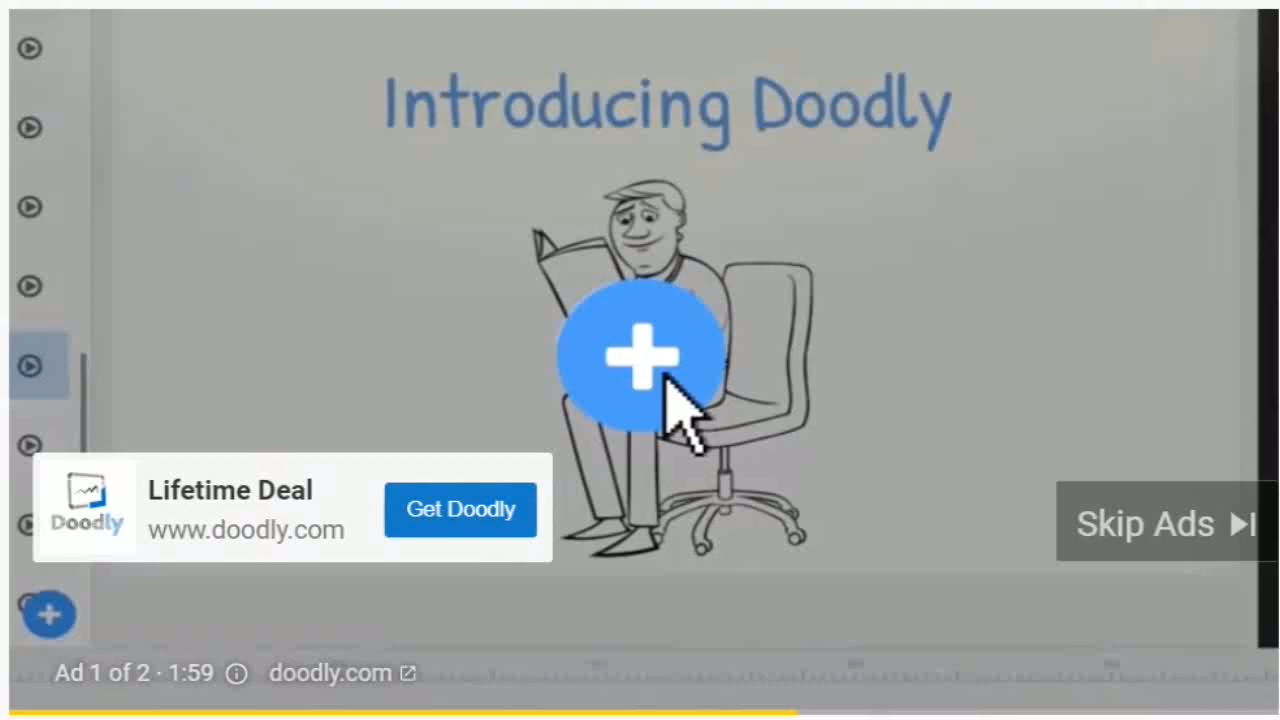 Introducing Doodly
Lifetime Deal
Doodly
www.doodly.com
Get Doodly
Skip Ads
Ad 1 of 2 · 1:59
doodly.com